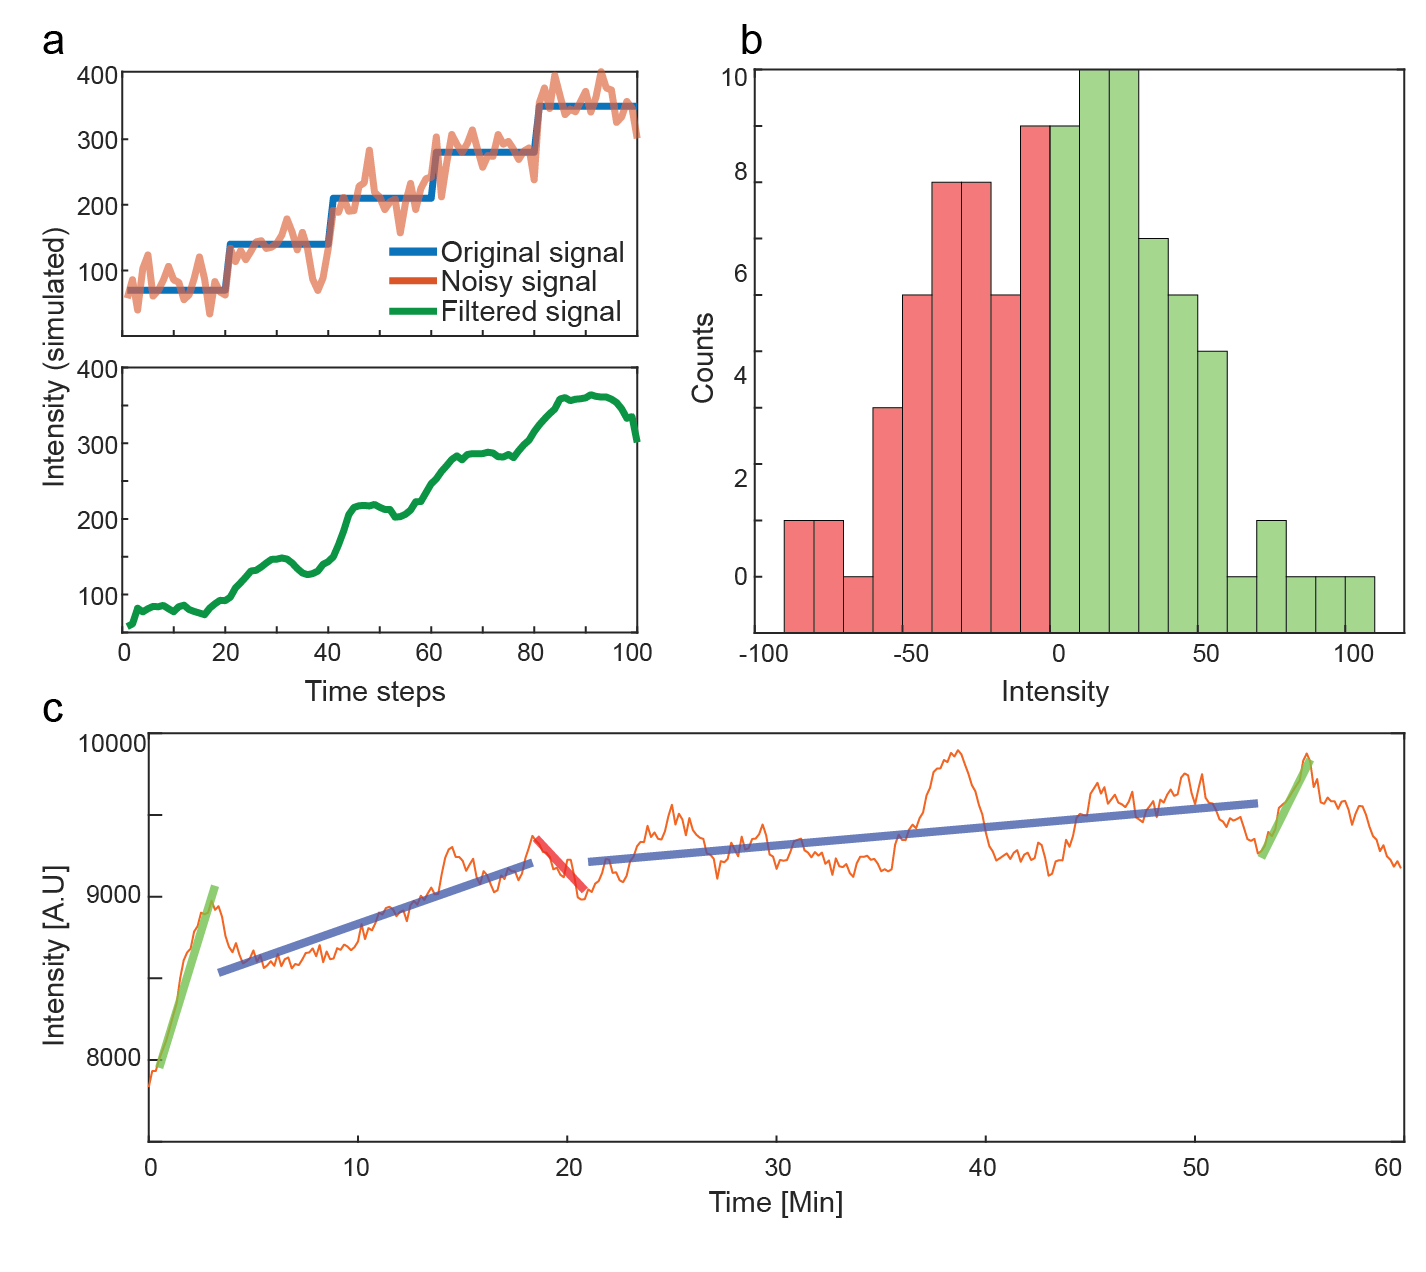 a
400
300
200
100
Original signal
Noisy signal
Filtered signal
400
300
200
100
0 20 40 60 80 100
Time steps
Intensity (simulated)
b
10
8
6
4
2
0
-100 -50 0 50 100
Intensity
Counts
c
10000
9000
8000
0 10 20 30 40 50 60
Time [Min]
Intensity [A.U]